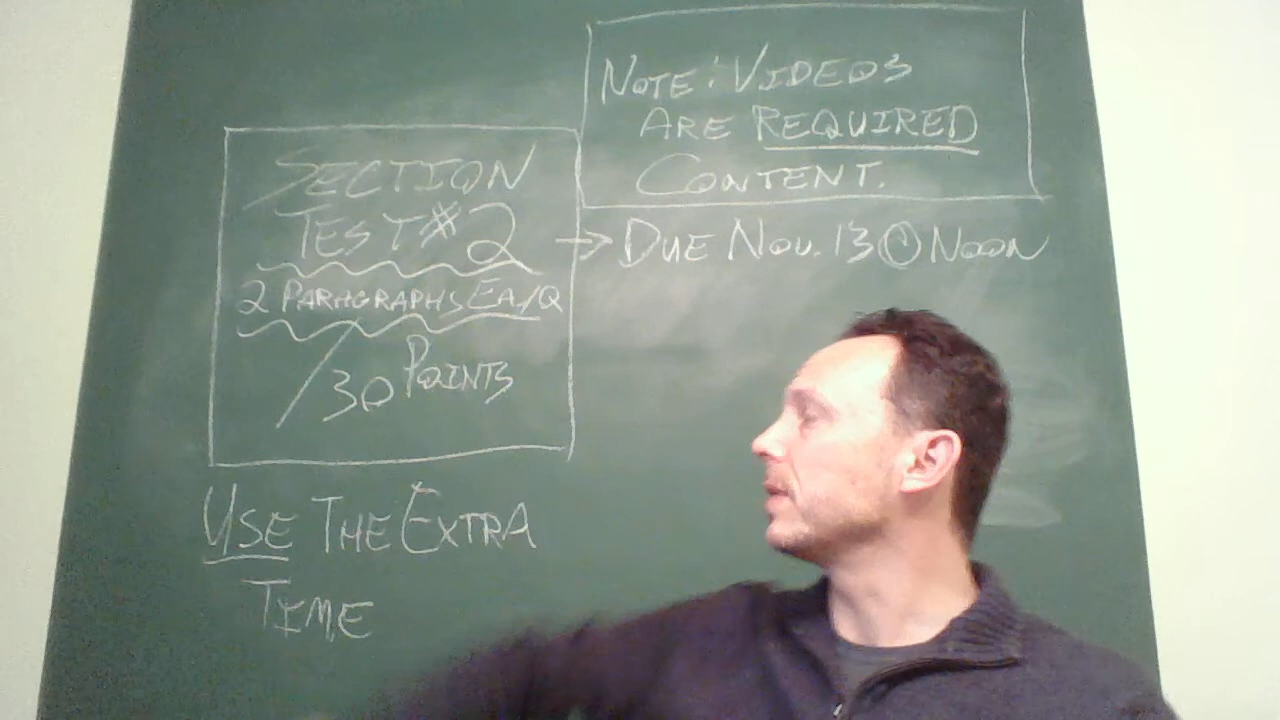 NOTE: VIDEOS
ARE REQUIRED
CONTENT.
SECTION
TEST #2
→ DUE NOV. 13 @ NOON
2 PARAGRAPHS EA/Q
/30 POINTS
USE THE EXTRA
TIME